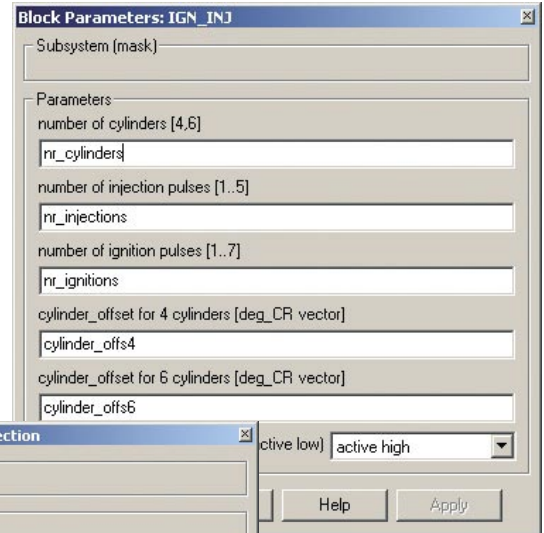 Block Parameters: IGN_INJ
Subsystem (mask)
Parameters
number of cylinders [4,6]
nr_cylinders
number of injection pulses [1..5]
nr_injections
number of ignition pulses [1..7]
nr_ignitions
cylinder_offset for 4 cylinders [deg_CR vector]
cylinder_offs4
cylinder_offset for 6 cylinders [deg_CR vector]
cylinder_offs6
low) active high
Help Apply